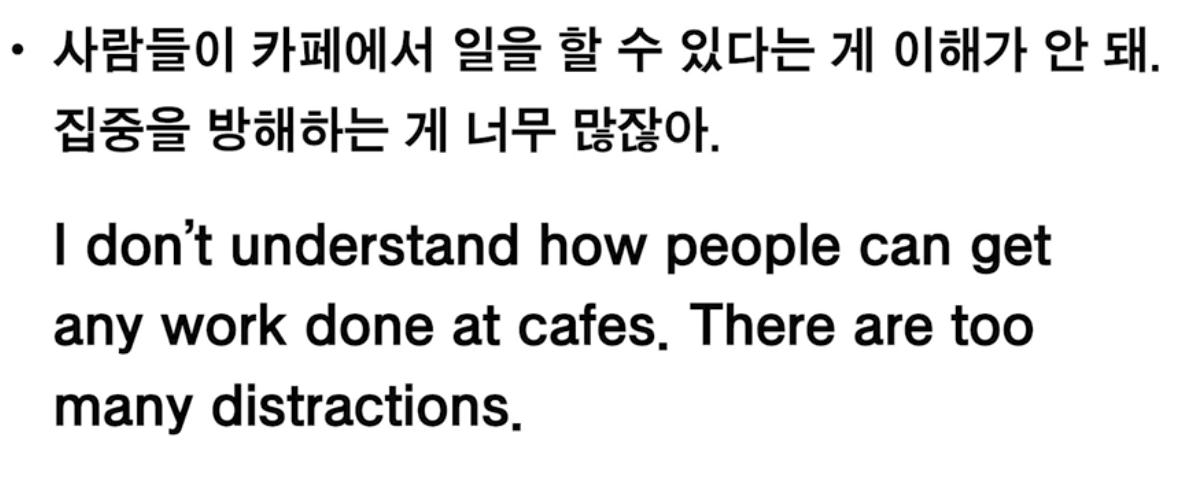 • 사람들이 카페에서 일을 할 수 있다는 게 이해가 안 돼.
집중을 방해하는 게 너무 많잖아.
I don’t understand how people can get
any work done at cafes. There are too
many distractions.